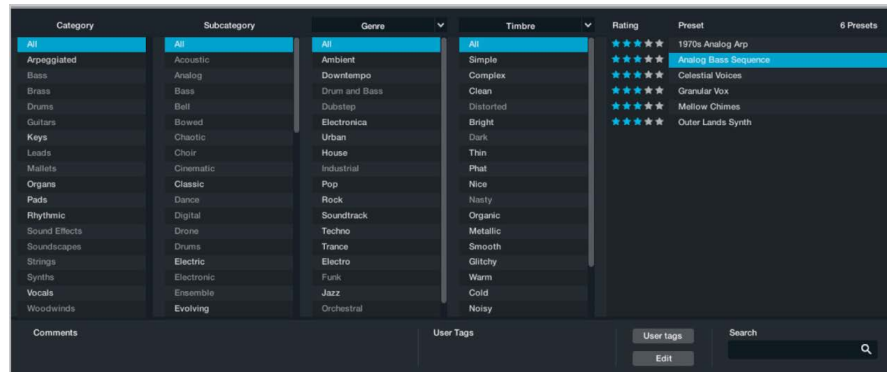 Category Subcategory Genre Timbre Rating Preset 6 Presets
All All All All 1970s Analog Arp
Arpeggiated Acoustic Ambient Simple Analog Bass Sequence
Bass Analog Downtempo Complex Celestial Voices
Brass Bass Drum and Bass Clean Granular Vox
Drums Bell Dubstep Distorted Mellow Chimes
Guitars Bowed Electronica Bright Outer Lands Synth
Keys Chaotic Urban Dark
Leads Choir House Thin
Mallets Cinematic Industrial Phat
Organs Classic Pop Nice
Pads Dance Rock Nasty
Rhythmic Digital Soundtrack Organic
Sound Effects Drone Techno Metallic
Soundscapes Drums Trance Smooth
Strings Electric Electro Glitchy
Synths Electronic Funk Warm
Vocals Ensemble Jazz Cold
Woodwinds Evolving Orchestral Noisy
Comments User Tags User tags Search
Edit